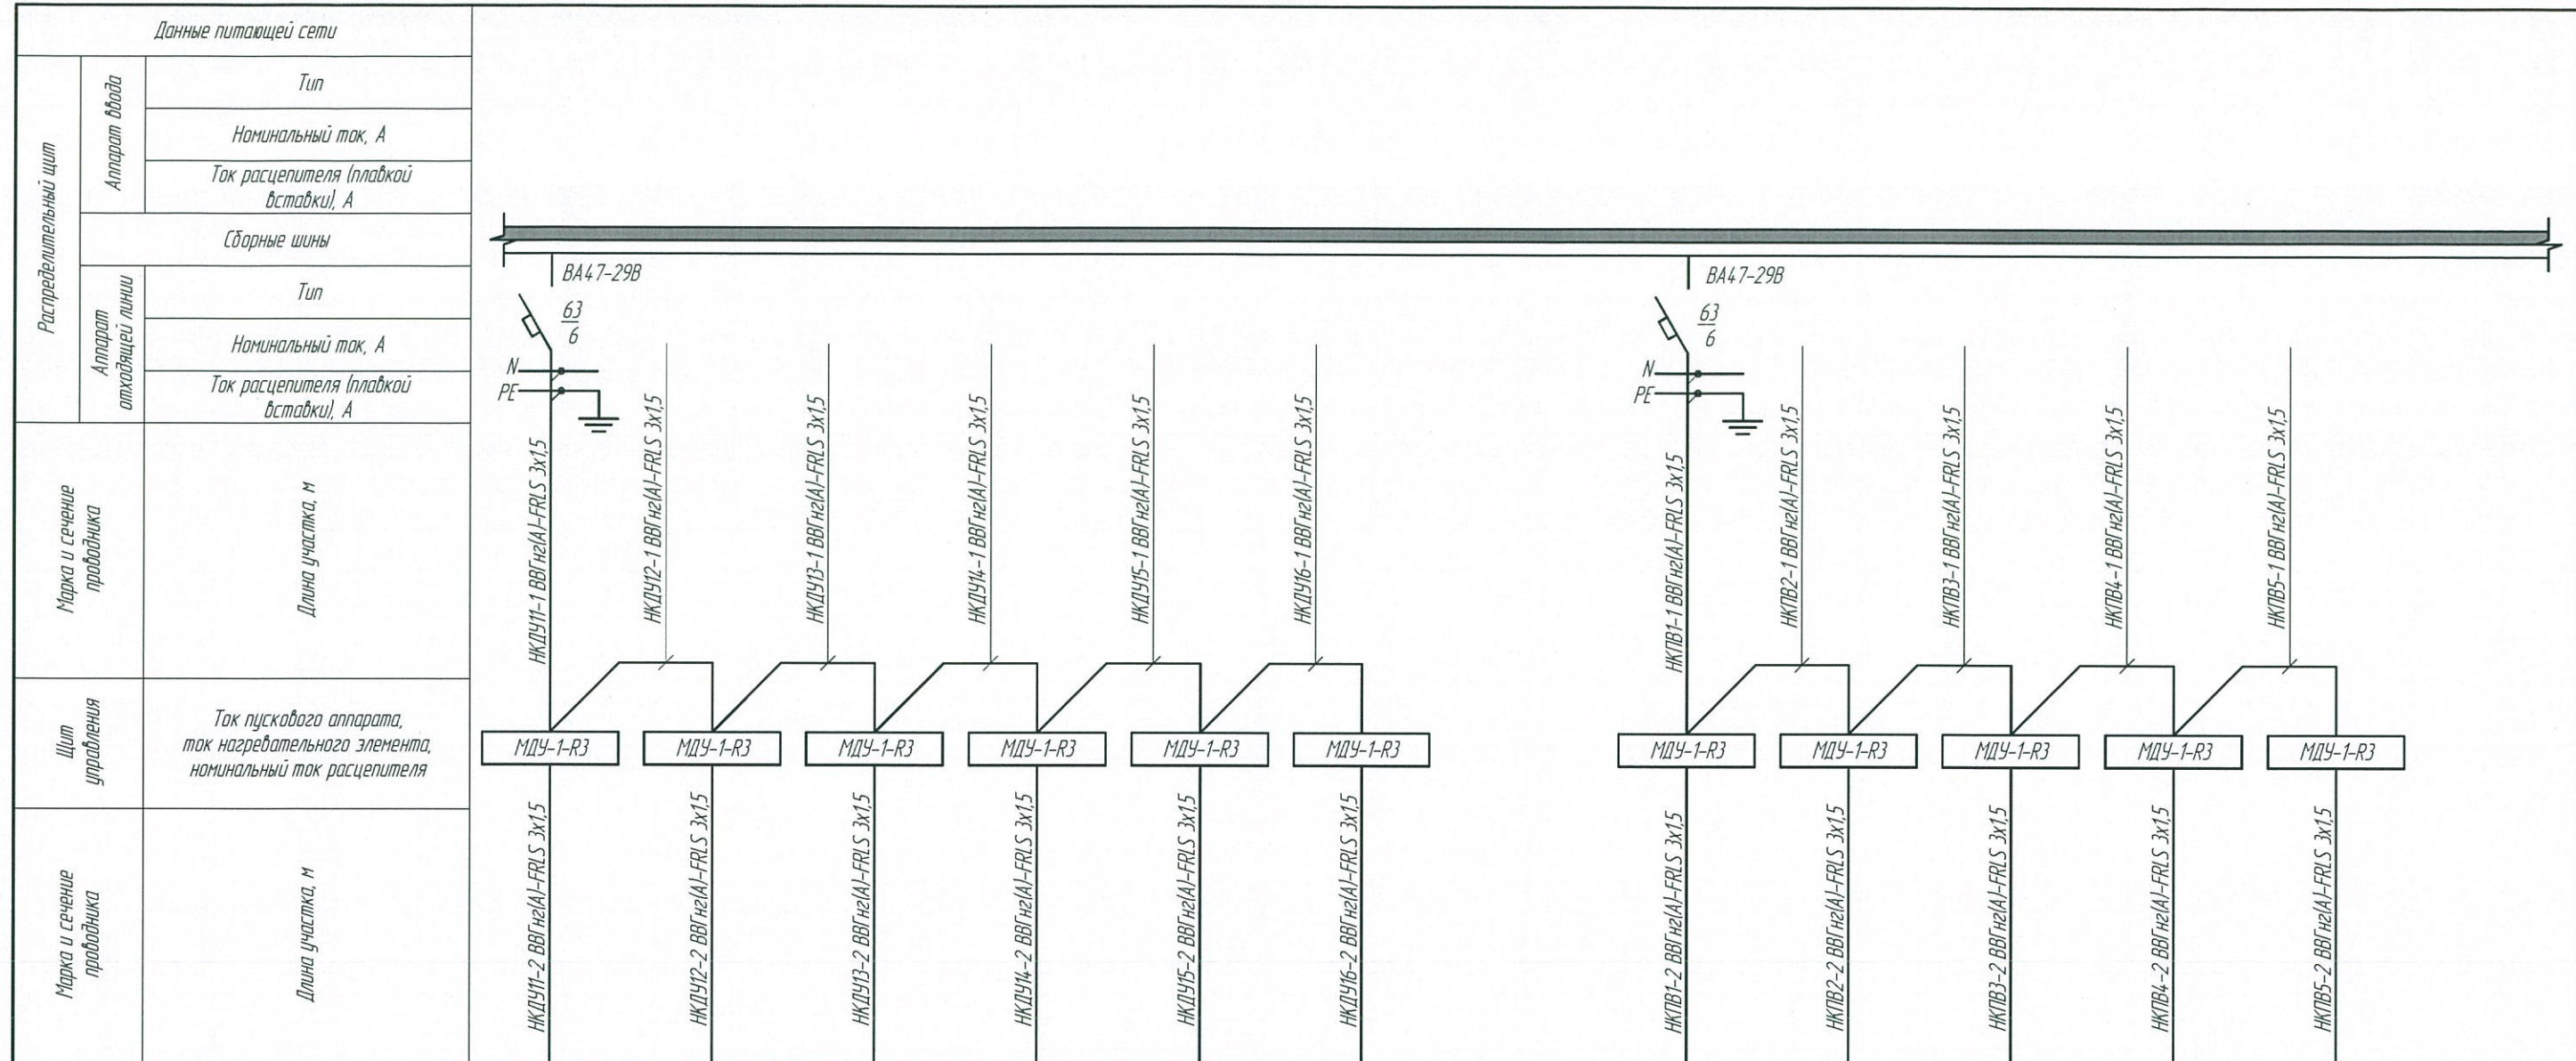 Данные питающей сети
Распределительный щит
Аппарат ввода
Тип
Номинальный ток, А
Ток расцепителя (плавкой
вставки), А
Сборные шины
Аппарат
отходящей линии
Тип
Номинальный ток, А
Ток расцепителя (плавкой
вставки), А
Марка и сечение
проводника
Длина участка, м
Щит
управления
Ток пускового аппарата,
ток нагревательного элемента,
номинальный ток расцепителя
Марка и сечение
проводника
Длина участка, м
ВА47-29В
63
6
N
PE
НКДУ11-1 ВВГнг(А)-FRLS 3х1,5
НКДУ12-1 ВВГнг(А)-FRLS 3х1,5
НКДУ13-1 ВВГнг(А)-FRLS 3х1,5
НКДУ14-1 ВВГнг(А)-FRLS 3х1,5
НКДУ15-1 ВВГнг(А)-FRLS 3х1,5
НКДУ16-1 ВВГнг(А)-FRLS 3х1,5
ВА47-29В
63
6
N
PE
НКПВ1-1 ВВГнг(А)-FRLS 3х1,5
НКПВ2-1 ВВГнг(А)-FRLS 3х1,5
НКПВ3-1 ВВГнг(А)-FRLS 3х1,5
НКПВ4-1 ВВГнг(А)-FRLS 3х1,5
НКПВ5-1 ВВГнг(А)-FRLS 3х1,5
МДУ-1-R3
МДУ-1-R3
МДУ-1-R3
МДУ-1-R3
МДУ-1-R3
МДУ-1-R3
МДУ-1-R3
МДУ-1-R3
МДУ-1-R3
МДУ-1-R3
МДУ-1-R3
НКДУ11-2 ВВГнг(А)-FRLS 3х1,5
НКДУ12-2 ВВГнг(А)-FRLS 3х1,5
НКДУ13-2 ВВГнг(А)-FRLS 3х1,5
НКДУ14-2 ВВГнг(А)-FRLS 3х1,5
НКДУ15-2 ВВГнг(А)-FRLS 3х1,5
НКДУ16-2 ВВГнг(А)-FRLS 3х1,5
НКПВ1-2 ВВГнг(А)-FRLS 3х1,5
НКПВ2-2 ВВГнг(А)-FRLS 3х1,5
НКПВ3-2 ВВГнг(А)-FRLS 3х1,5
НКПВ4-2 ВВГнг(А)-FRLS 3х1,5
НКПВ5-2 ВВГнг(А)-FRLS 3х1,5